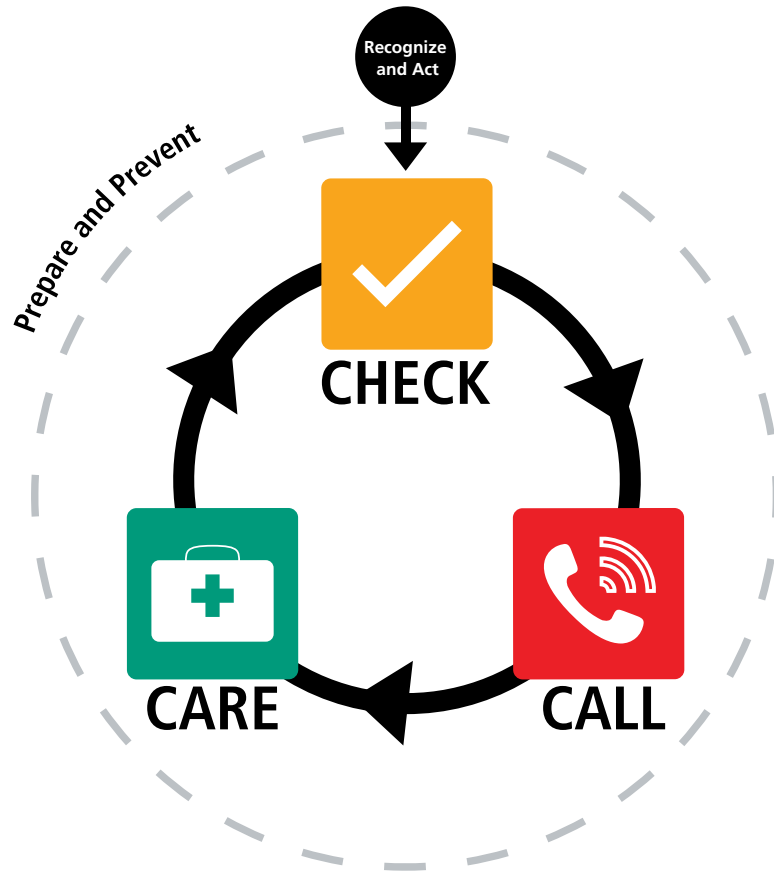 Recognize
and Act
Prepare and Prevent
CHECK
CARE
CALL